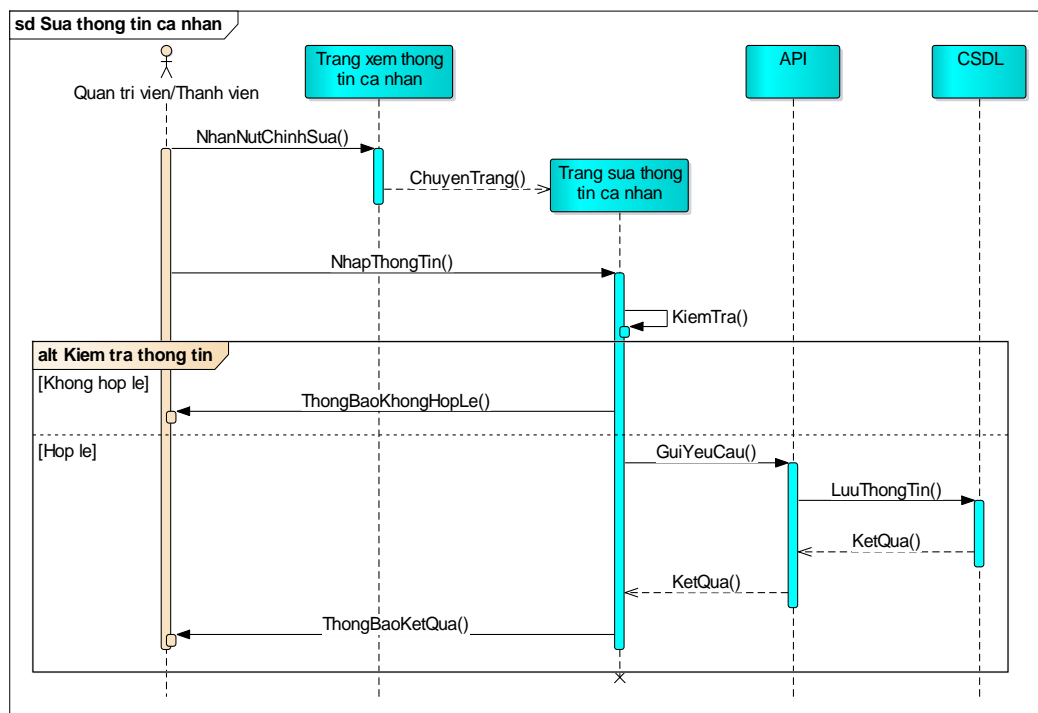 sd Sua thong tin ca nhan
Quan tri vien/Thanh vien
Trang xem thong
tin ca nhan
API
CSDL
NhanNutChinhSua()
ChuyenTrang()
Trang sua thong
tin ca nhan
NhapThongTin()
KiemTra()
alt Kiem tra thong tin
[Khong hop le]
ThongBaoKhongHopLe()
[Hop le]
GuiYeuCau()
LuuThongTin()
KetQua()
KetQua()
ThongBaoKetQua()